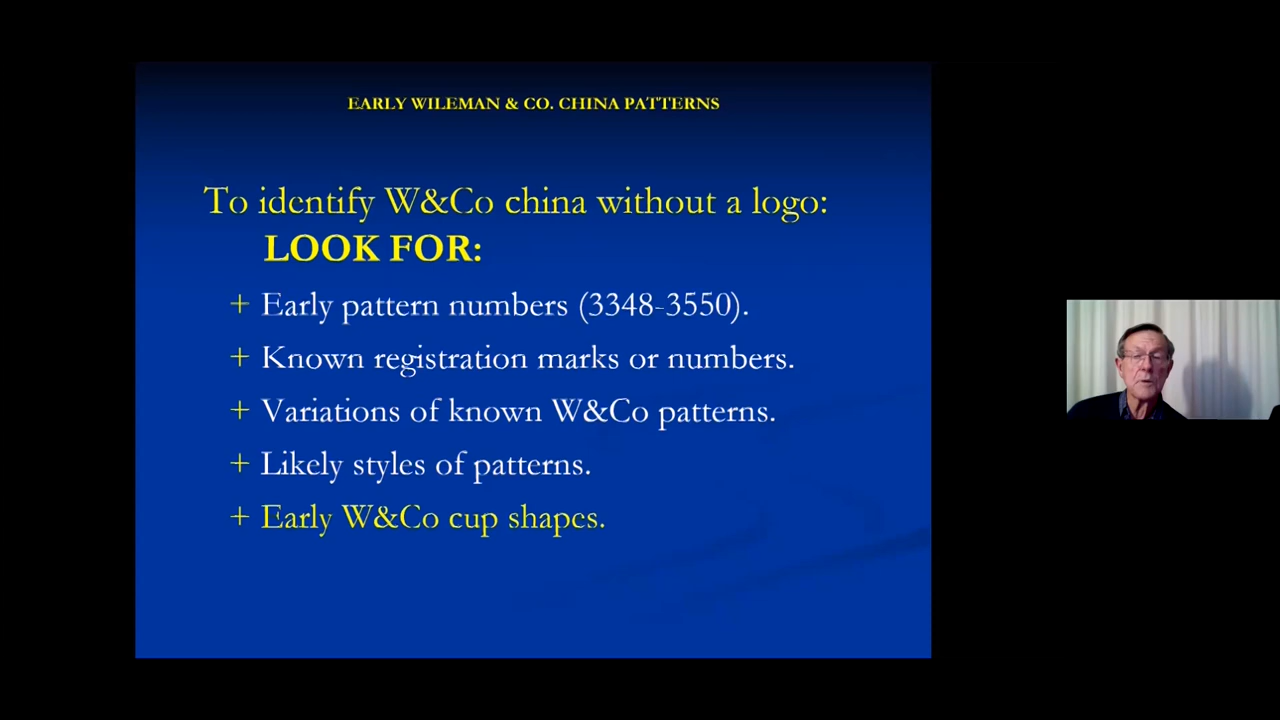 EARLY WILEMAN & CO. CHINA PATTERNS
To identify W&Co china without a logo:
LOOK FOR:
+ Early pattern numbers (3348-3550).
+ Known registration marks or numbers.
+ Variations of known W&Co patterns.
+ Likely styles of patterns.
+ Early W&Co cup shapes.